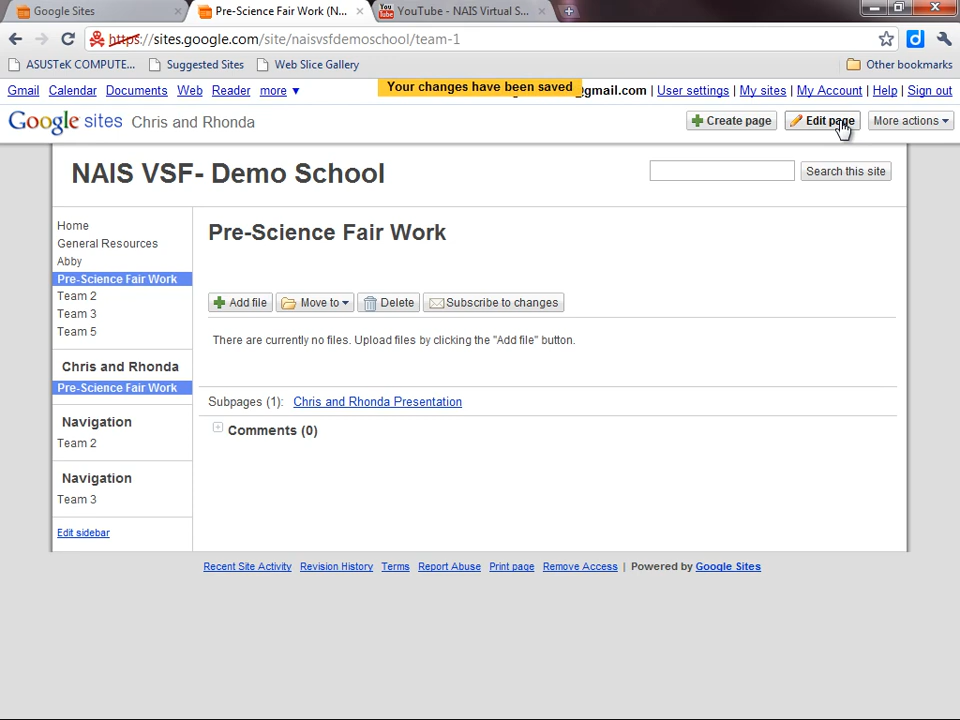 Google Sites
Pre-Science Fair Work (N...
YouTube - NAIS Virtual S...
https://sites.google.com/site/naisvsfdemoschool/team-1
ASUSTeK COMPUTE...
Suggested Sites
Web Slice Gallery
Other bookmarks
Gmail Calendar Documents Web Reader more ▼
Your changes have been saved
@gmail.com | User settings | My sites | My Account | Help | Sign out
Google sites Chris and Rhonda
Create page
Edit page
More actions
NAIS VSF- Demo School
Search this site
Home
General Resources
Abby
Pre-Science Fair Work
Team 2
Team 3
Team 5
Chris and Rhonda
Pre-Science Fair Work
Navigation
Team 2
Navigation
Team 3
Edit sidebar
Pre-Science Fair Work
Add file
Move to
Delete
Subscribe to changes
There are currently no files. Upload files by clicking the "Add file" button.
Subpages (1): Chris and Rhonda Presentation
Comments (0)
Recent Site Activity Revision History Terms Report Abuse Print page Remove Access | Powered by Google Sites